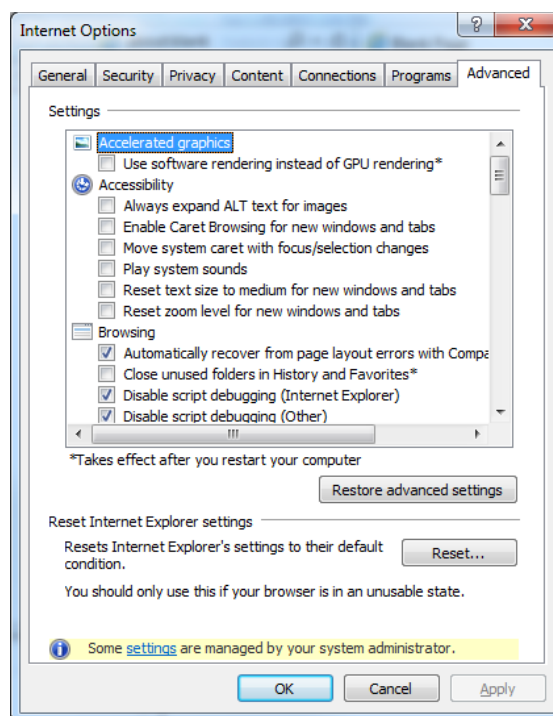 Internet Options
General Security Privacy Content Connections Programs Advanced
Settings
Accelerated graphics
Use software rendering instead of GPU rendering*
Accessibility
Always expand ALT text for images
Enable Caret Browsing for new windows and tabs
Move system caret with focus/selection changes
Play system sounds
Reset text size to medium for new windows and tabs
Reset zoom level for new windows and tabs
Browsing
Automatically recover from page layout errors with Compa
Close unused folders in History and Favorites*
Disable script debugging (Internet Explorer)
Disable script debugging (Other)
*Takes effect after you restart your computer
Restore advanced settings
Reset Internet Explorer settings
Resets Internet Explorer's settings to their default
condition.
Reset...
You should only use this if your browser is in an unusable state.
Some settings are managed by your system administrator.
OK Cancel Apply